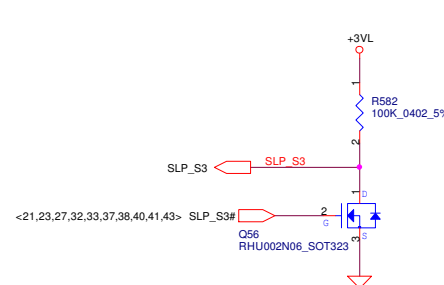 +3VL
1
R582
100K_0402_5%
2
SLP_S3
SLP_S3
1
D
<21,23,27,32,33,37,38,40,41,43> SLP_S3#
2
G
Q56
RHU002N06_SOT323
3
S